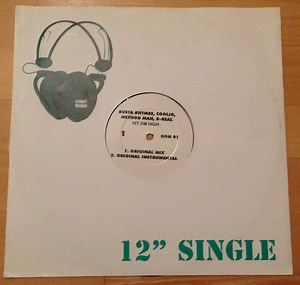 BUSTA RHYMES, COOLIO,
METHOD MAN, B-REAL
HIT EM HIGH
1
DOH 01
1. ORIGINAL MIX
2. ORIGINAL INSTRUMENTAL
12" SINGLE